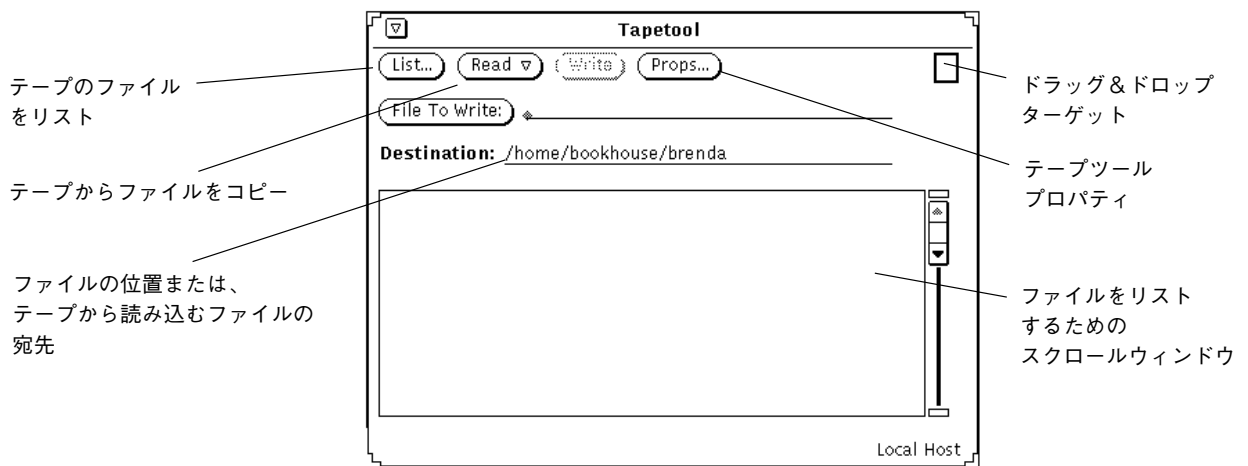 Tapetool
List...
Read
Write
Props...
File To Write:
Destination: /home/bookhouse/brenda
Local Host
テープのファイル
をリスト
テープからファイルをコピー
ファイルの位置または、
テープから読み込むファイルの
宛先
ドラッグ＆ドロップ
ターゲット
テープツール
プロパティ
ファイルをリスト
するための
スクロールウィンドウ